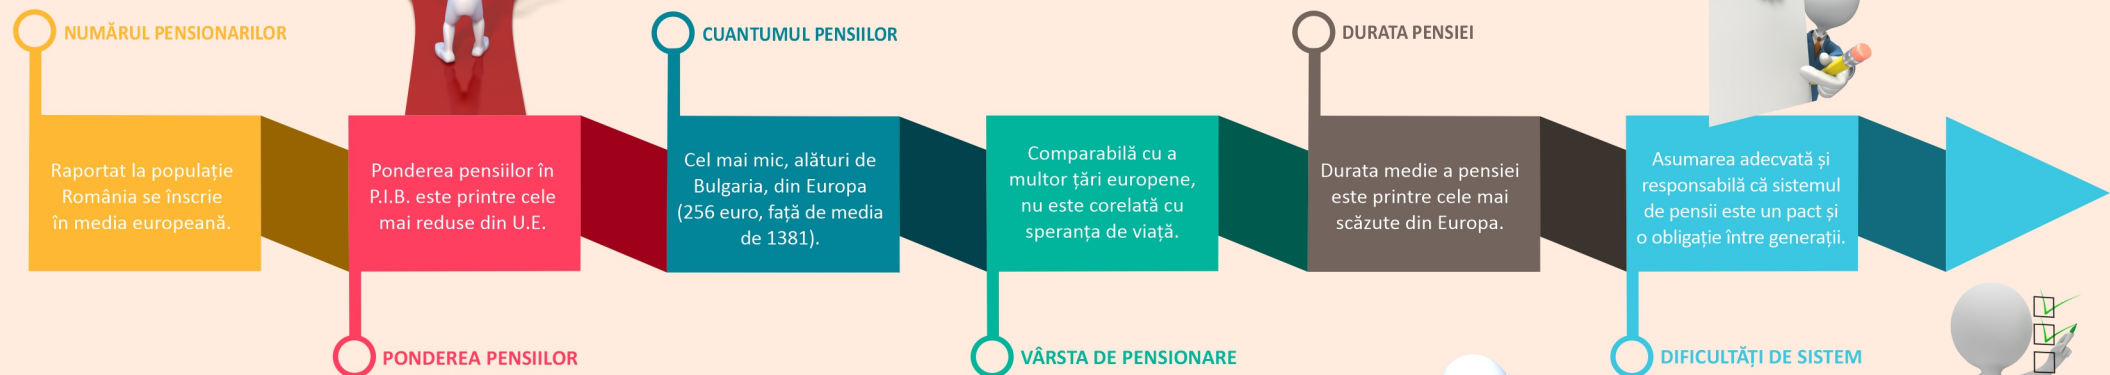 NUMĂRUL PENSIONARILOR
Raportat la populație
România se înscrie
în media europeană.
PONDEREA PENSIILOR
Ponderea pensiilor în
P.I.B. este printre cele
mai reduse din U.E.
CUANTUMUL PENSIILOR
Cel mai mic, alături de
Bulgaria, din Europa
(256 euro, față de media
de 1381).
VÂRSTA DE PENSIONARE
Comparabilă cu a
multor țări europene,
nu este corelată cu
speranța de viață.
DURATA PENSIEI
Durata medie a pensiei
este printre cele mai
scăzute din Europa.
DIFICULTĂȚI DE SISTEM
Asumarea adecvată și
responsabilă că sistemul
de pensii este un pact și
o obligație între generații.